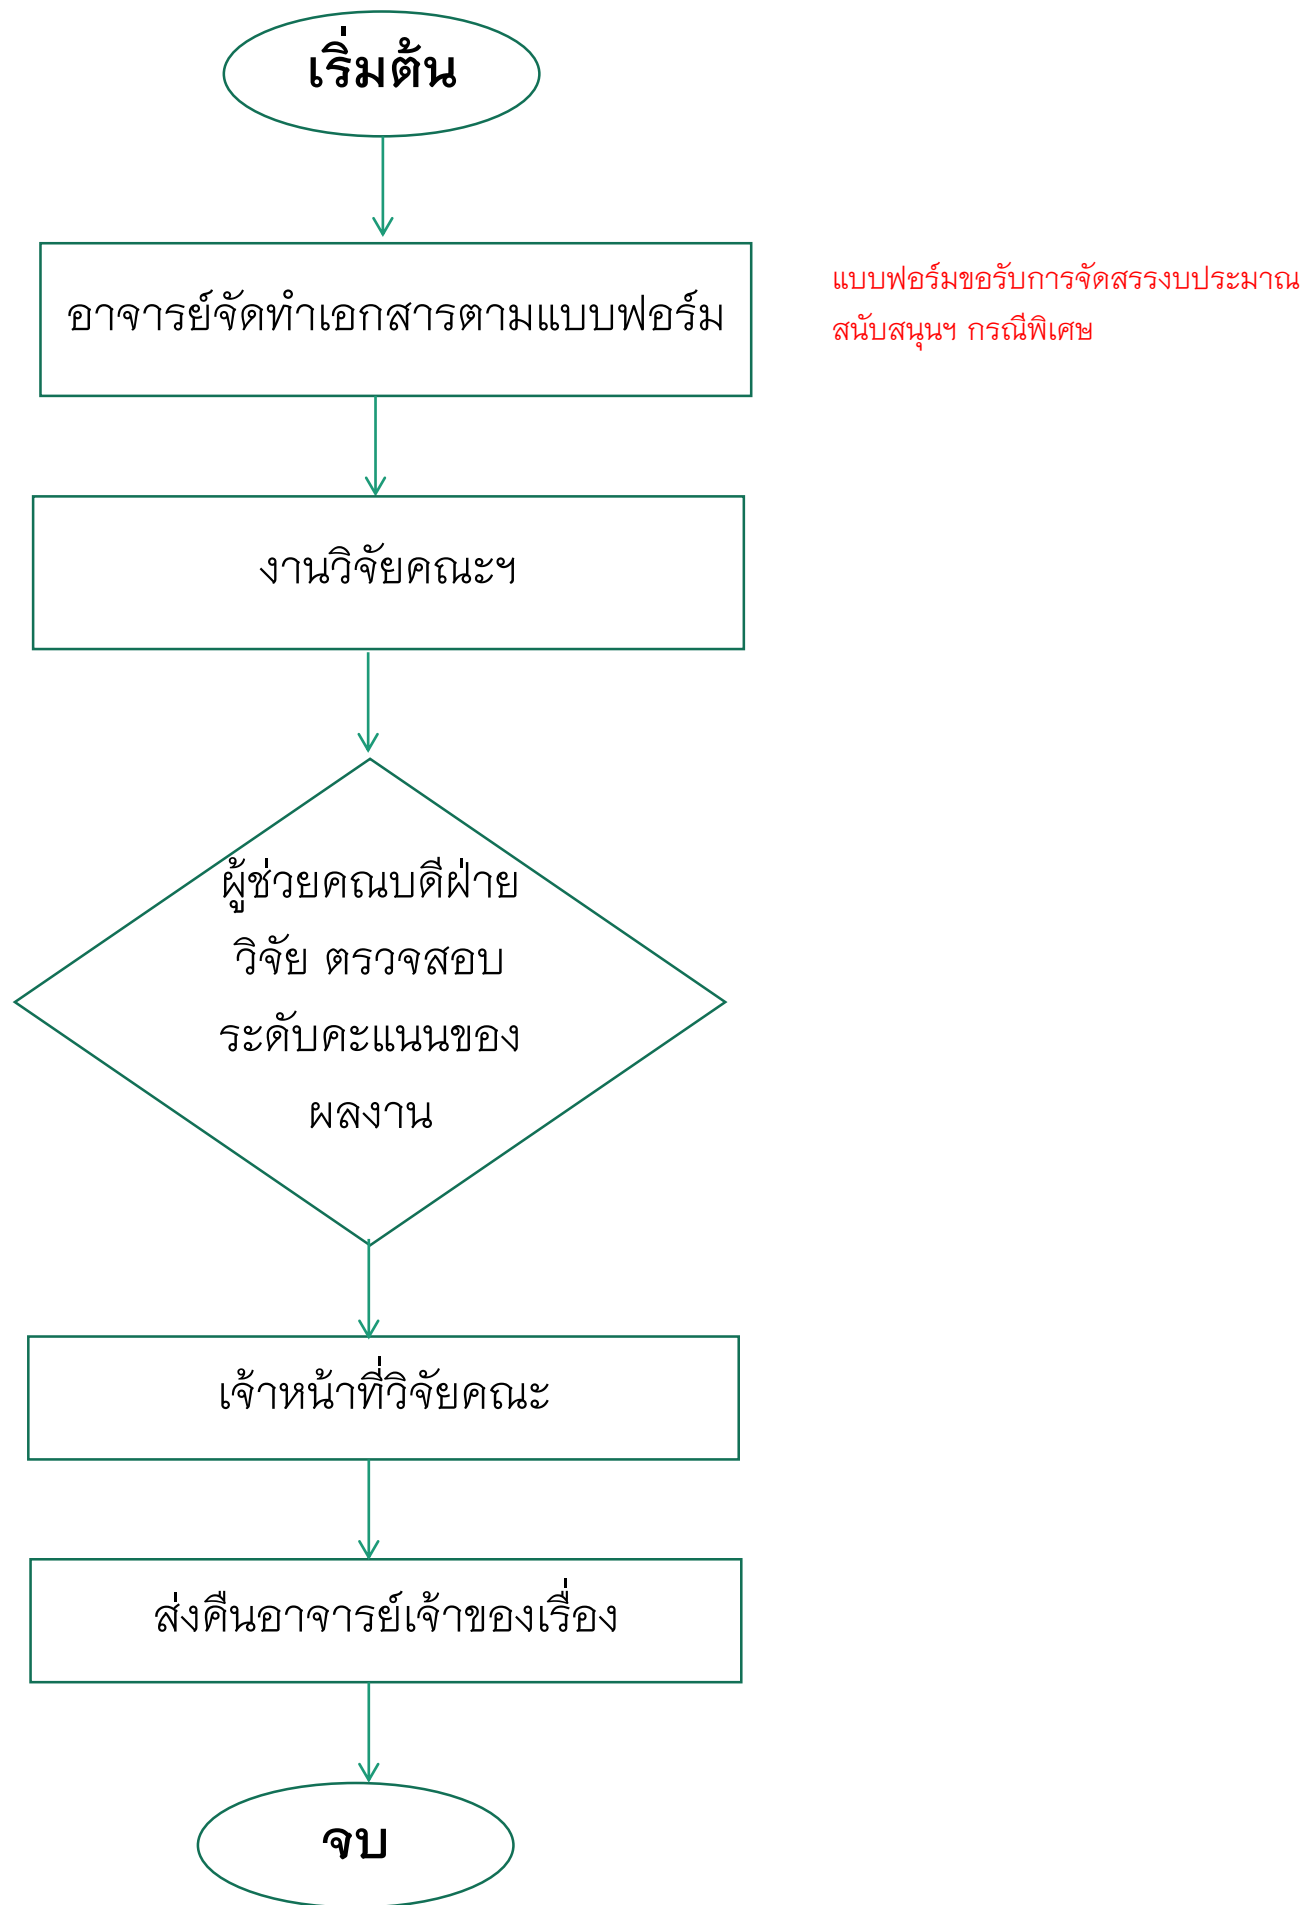 เริ่มต้น
อาจารย์จัดทำเอกสารตามแบบฟอร์ม
แบบฟอร์มขอรับการจัดสรรงบประมาณ
สนับสนุนฯ กรณีพิเศษ
งานวิจัยคณะฯ
ผู้ช่วยคณบดีฝ่าย
วิจัย ตรวจสอบ
ระดับคะแนนของ
ผลงาน
เจ้าหน้าที่วิจัยคณะ
ส่งคืนอาจารย์เจ้าของเรื่อง
จบ